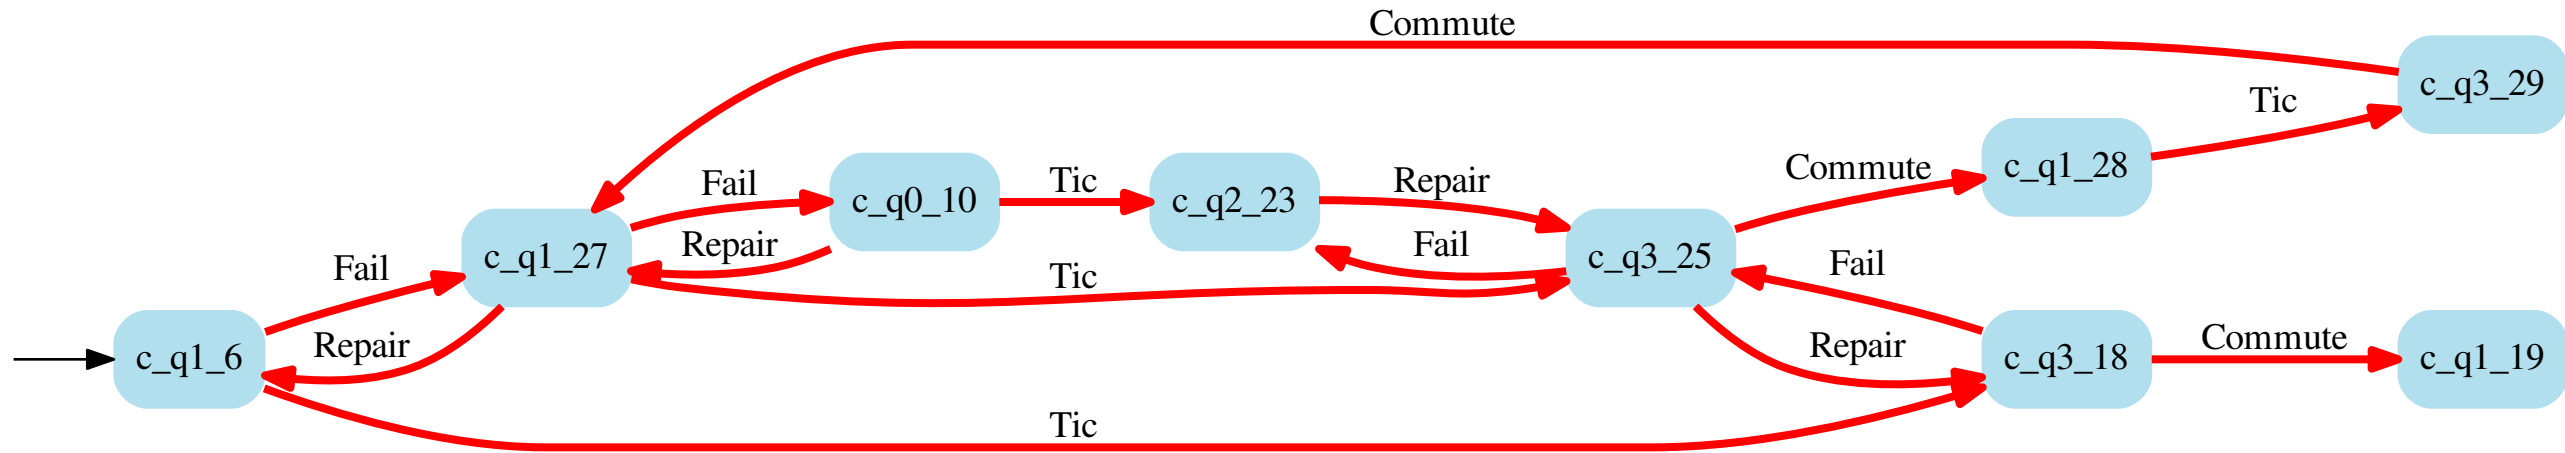 Commute
c_q3_29
Tic
c_q1_28
Commute
Fail
c_q0_10
Tic
c_q2_23
Repair
c_q1_27
Repair
Fail
c_q3_25
Fail
Tic
Fail
c_q1_6
Repair
Repair
c_q3_18
Commute
c_q1_19
Tic